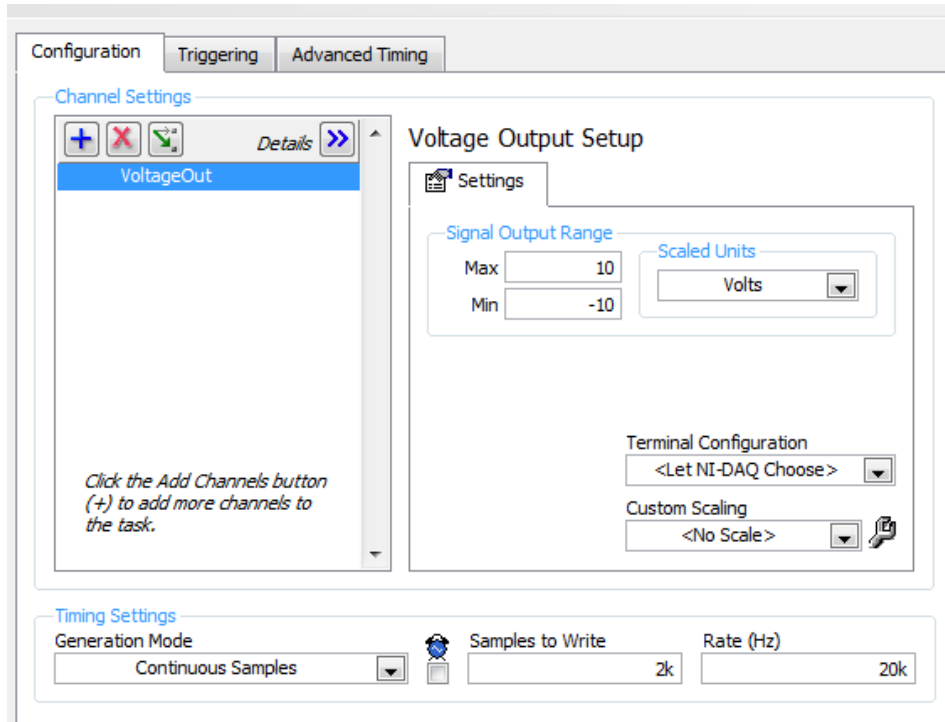 Configuration
Triggering
Advanced Timing
Channel Settings
Details
VoltageOut
Click the Add Channels button
(+) to add more channels to
the task.
Voltage Output Setup
Settings
Signal Output Range
Max 10
Min -10
Scaled Units
Volts
Terminal Configuration
<Let NI-DAQ Choose>
Custom Scaling
<No Scale>
Timing Settings
Generation Mode
Continuous Samples
Samples to Write
2k
Rate (Hz)
20k